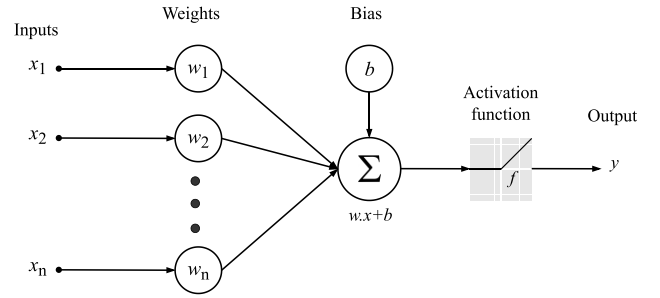 Inputs
Weights
Bias
Activation
function
Output
x1
w1
b
x2
w2
Σ
f
y
w.x+b
xn
wn